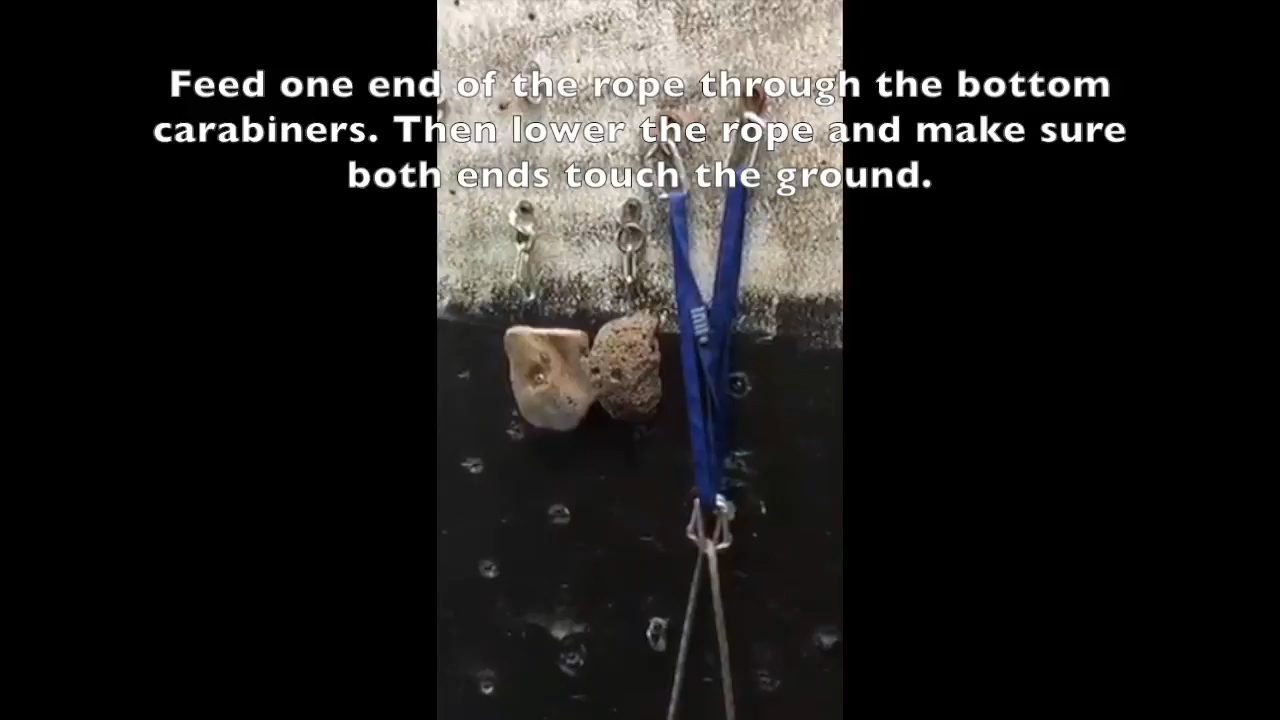 Feed one end of the rope through the bottom
carabiners. Then lower the rope and make sure
both ends touch the ground.